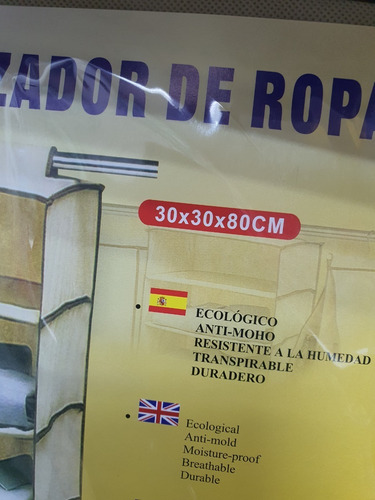 ZADOR DE ROPA
30x30x80CM
ECOLÓGICO
ANTI-MOHO
RESISTENTE A LA HUMEDAD
TRANSPIRABLE
DURADERO
Ecological
Anti-mold
Moisture-proof
Breathable
Durable